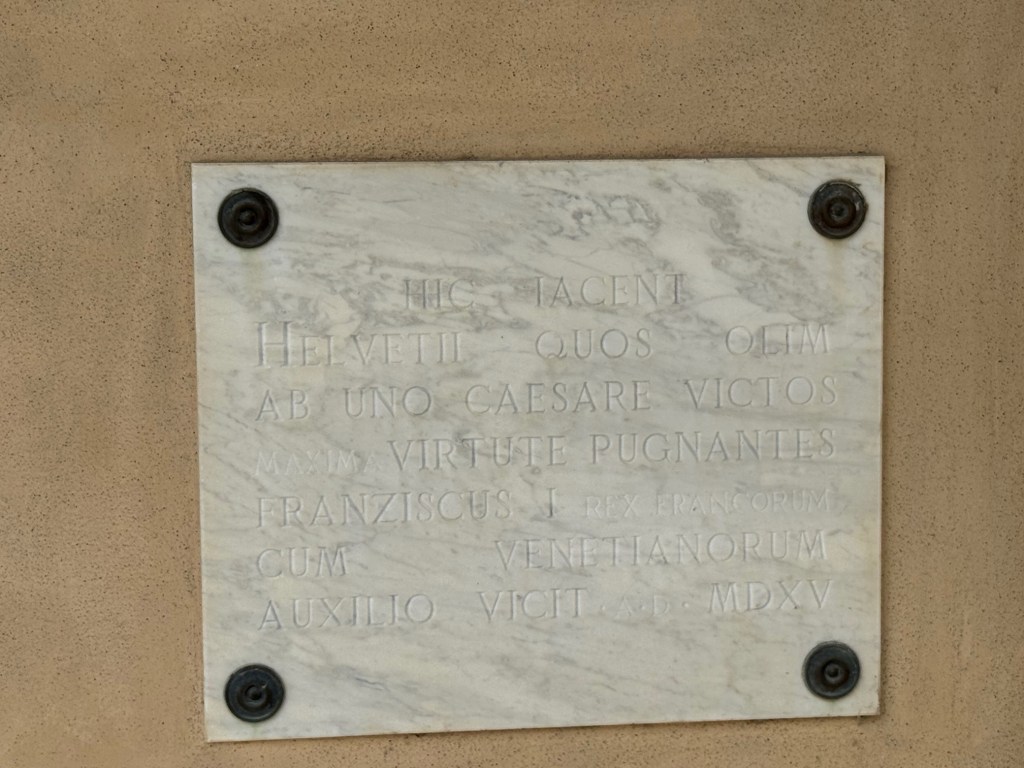 HIC IACENT
HELVETII QUOS OLIM
AB UNO CAESARE VICTOS
MAXIMA VIRTUTE PUGNANTES
FRANZISCUS I REX FRANCORUM
CUM VENETIANORUM
AUXILIO VICIT · A · D · MDXV